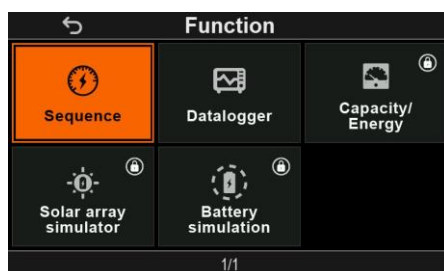 Function
Sequence
Datalogger
Capacity/
Energy
Solar array
simulator
Battery
simulation
1/1